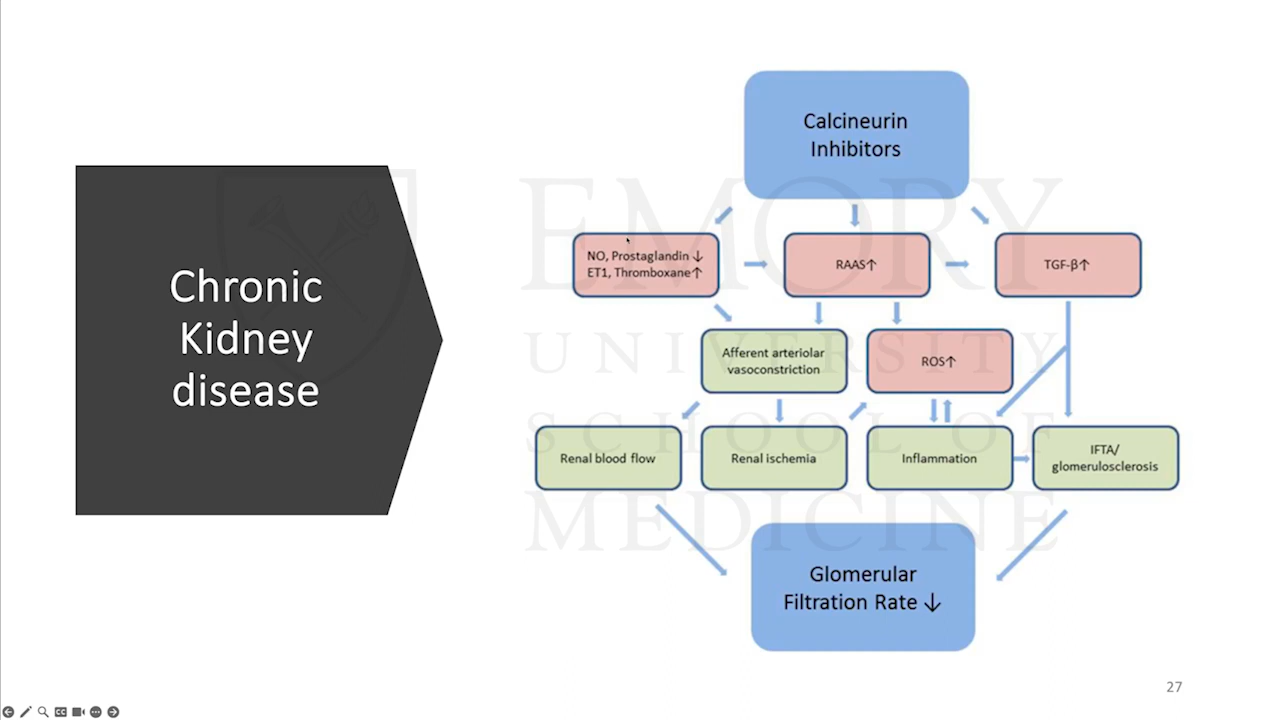 Chronic
Kidney
disease
Calcineurin
Inhibitors
NO, Prostaglandin ↓
ET1, Thromboxane↑
RAAS↑
TGF-β↑
Afferent arteriolar
vasoconstriction
ROS↑
Renal blood flow
Renal ischemia
Inflammation
IFTA/
glomerulosclerosis
Glomerular
Filtration Rate ↓
EMORY
UNIVERSITY
SCHOOL OF
MEDICINE
27
CC